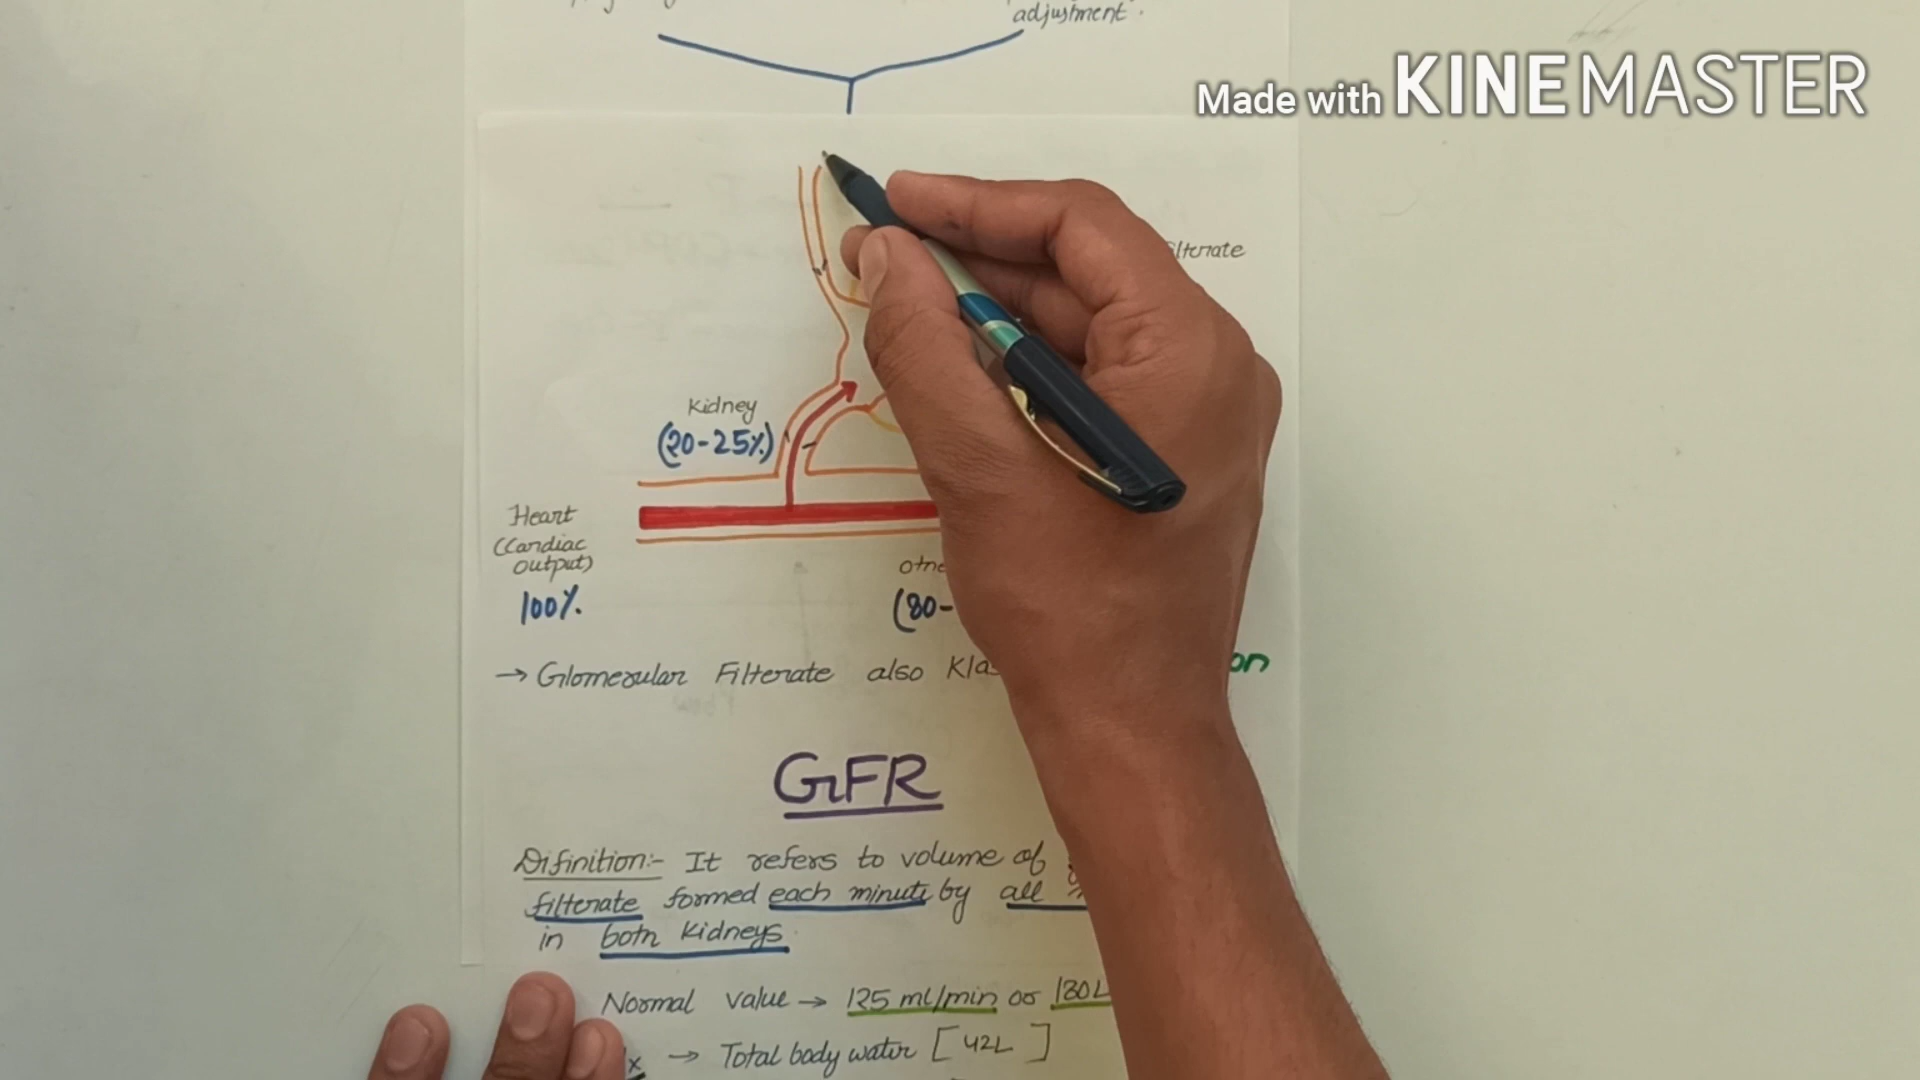 adjustment.
Made with KINEMASTER
Kidney
(20-25%)
Heart
(Cardiac
output)
100%.
(80-
→ Glomerular Filterate also
on
GFR
Difinition:- It refers to volume of
filterate formed each minute by all
in both kidneys.
Normal value → 125 ml/min or 180L
x → Total body water [42L]